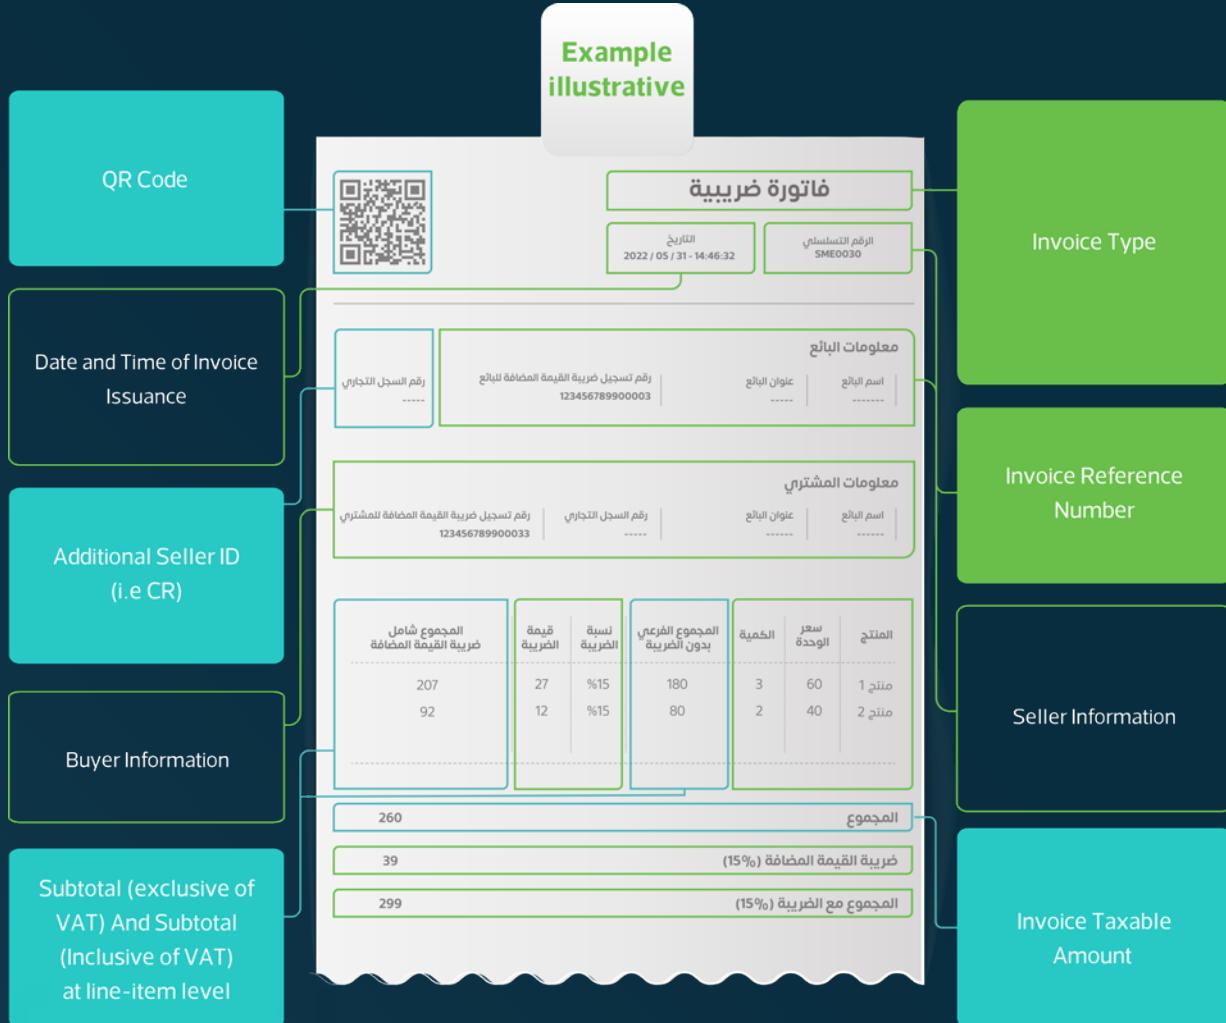 Example
illustrative
QR Code
Date and Time of Invoice
Issuance
Additional Seller ID
(i.e CR)
Buyer Information
Subtotal (exclusive of
VAT) And Subtotal
(Inclusive of VAT)
at line-item level
فاتورة ضريبية
الرقم التسلسلي
SME0030
التاريخ
2022 / 05 / 31 - 14:46:32
معلومات البائع
اسم البائع عنوان البائع رقم تسجيل ضريبة القيمة المضافة للبائع رقم السجل التجاري
------- ----- 123456789900003 -----
معلومات المشتري
اسم البائع عنوان البائع رقم السجل التجاري رقم تسجيل ضريبة القيمة المضافة للمشتري
------ ------ ----- 123456789900033
المنتج سعر الوحدة الكمية المجموع الفرعي بدون الضريبة نسبة الضريبة قيمة الضريبة المجموع شامل ضريبة القيمة المضافة
منتج 1 60 3 180 %15 27 207
منتج 2 40 2 80 %15 12 92
المجموع 260
ضريبة القيمة المضافة (15%) 39
المجموع مع الضريبة (15%) 299
Invoice Type
Invoice Reference
Number
Seller Information
Invoice Taxable
Amount